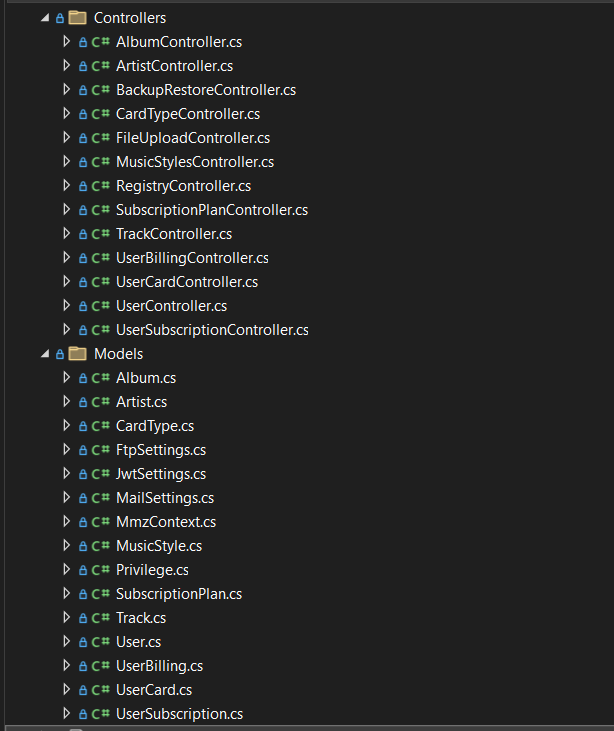 Controllers
C# AlbumController.cs
C# ArtistController.cs
C# BackupRestoreController.cs
C# CardTypeController.cs
C# FileUploadController.cs
C# MusicStylesController.cs
C# RegistryController.cs
C# SubscriptionPlanController.cs
C# TrackController.cs
C# UserBillingController.cs
C# UserCardController.cs
C# UserController.cs
C# UserSubscriptionController.cs
Models
C# Album.cs
C# Artist.cs
C# CardType.cs
C# FtpSettings.cs
C# JwtSettings.cs
C# MailSettings.cs
C# MmzContext.cs
C# MusicStyle.cs
C# Privilege.cs
C# SubscriptionPlan.cs
C# Track.cs
C# User.cs
C# UserBilling.cs
C# UserCard.cs
C# UserSubscription.cs